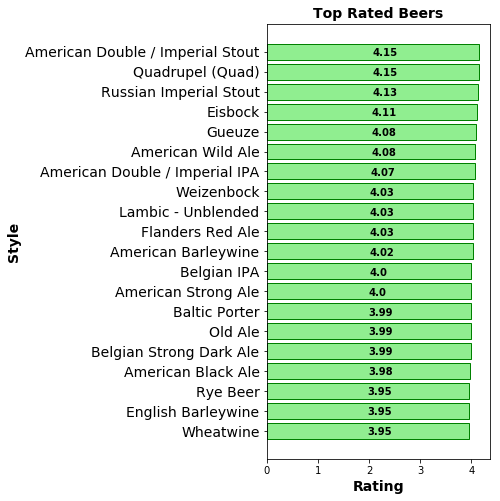 Top Rated Beers
American Double / Imperial Stout 4.15
Quadrupel (Quad) 4.15
Russian Imperial Stout 4.13
Eisbock 4.11
Gueuze 4.08
American Wild Ale 4.08
American Double / Imperial IPA 4.07
Weizenbock 4.03
Lambic - Unblended 4.03
Flanders Red Ale 4.03
American Barleywine 4.02
Belgian IPA 4.0
American Strong Ale 4.0
Baltic Porter 3.99
Old Ale 3.99
Belgian Strong Dark Ale 3.99
American Black Ale 3.98
Rye Beer 3.95
English Barleywine 3.95
Wheatwine 3.95
0 1 2 3 4
Rating
Style